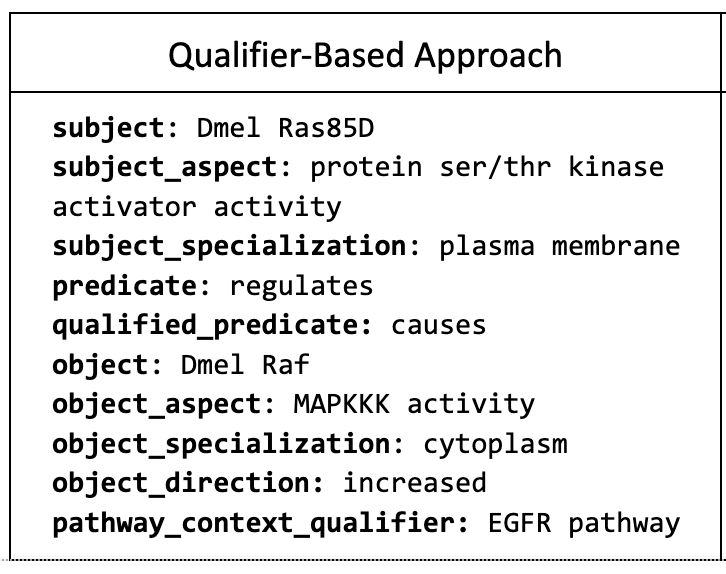 Qualifier-Based Approach
subject: Dmel Ras85D
subject_aspect: protein ser/thr kinase
activator activity
subject_specialization: plasma membrane
predicate: regulates
qualified_predicate: causes
object: Dmel Raf
object_aspect: MAPKKK activity
object_specialization: cytoplasm
object_direction: increased
pathway_context_qualifier: EGFR pathway